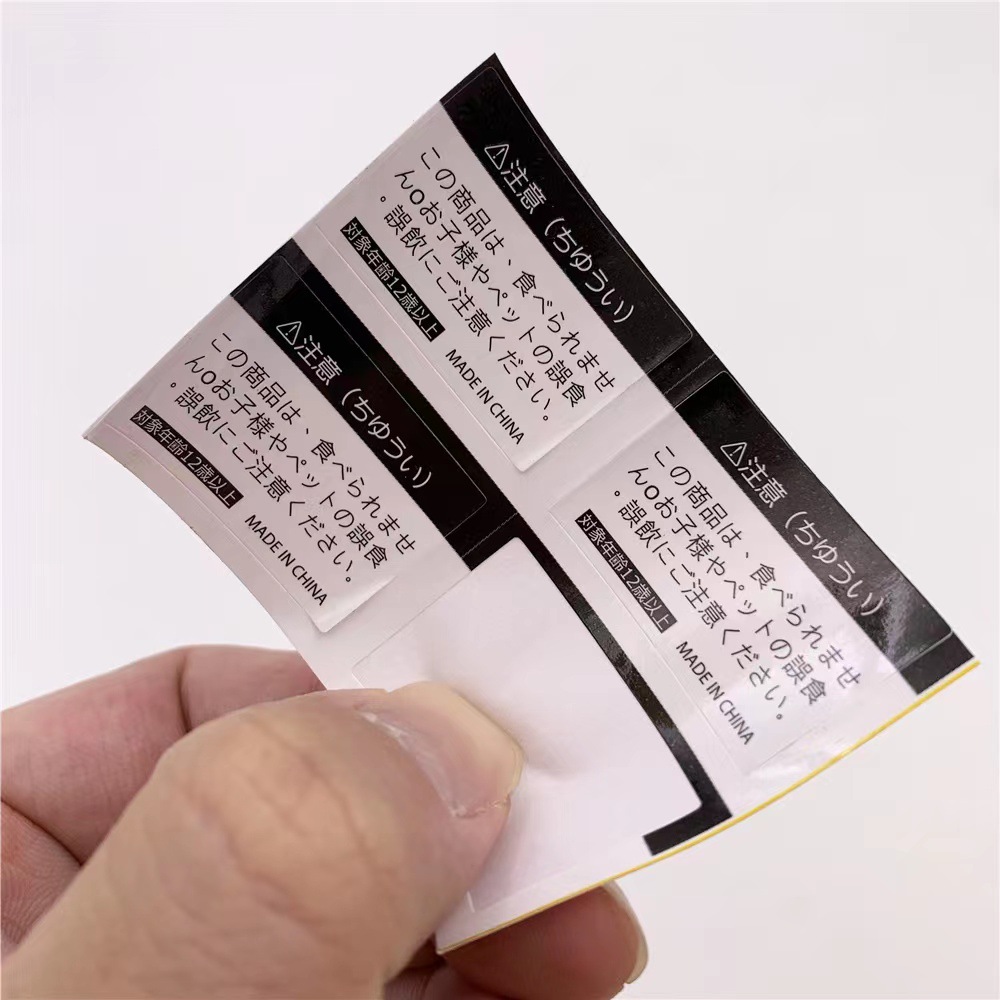 ⚠注意（ちゆうい）
この商品は、食べられませ
んOお子様やペットの誤食
。誤飲にご注意ください。
対象年齢12歳以上
MADE IN CHINA
⚠注意（ちゆうい）
この商品は、食べられませ
んOお子様やペットの誤食
。誤飲にご注意ください。
対象年齢12歳以上
MADE IN CHINA
⚠注意（ちゆうい）
この商品は、食べられませ
んOお子様やペットの誤食
。誤飲にご注意ください。
対象年齢12歳以上
MADE IN CHINA